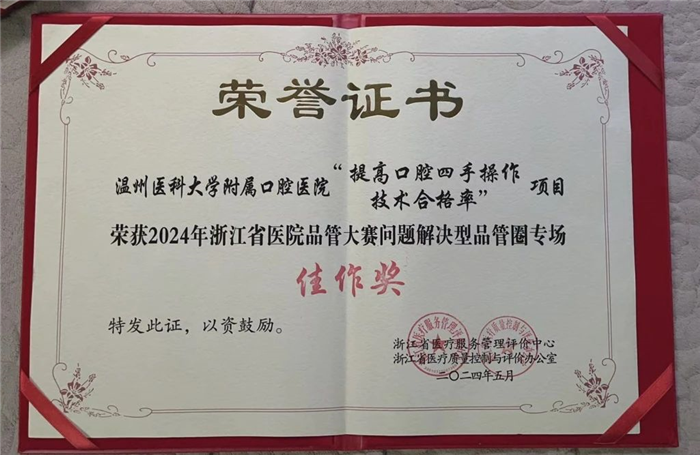 荣誉证书
温州医科大学附属口腔医院“提高口腔四手操作技术合格率”项目
荣获2024年浙江省医院品管大赛问题解决型品管圈专场
佳作奖
特发此证，以资鼓励。
浙江省医疗服务管理评价中心
浙江省医疗质量控制与评价办公室
二〇二四年五月